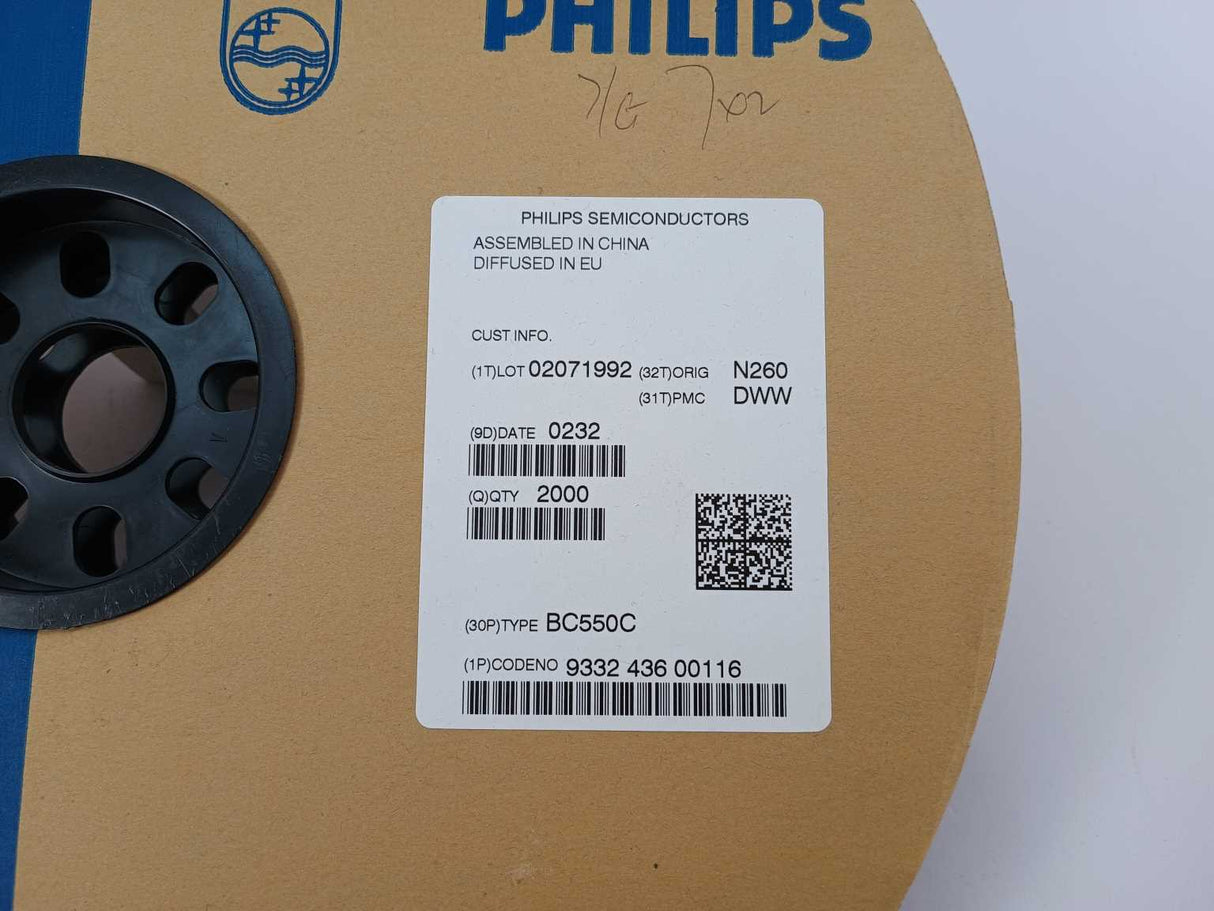 PHILIPS
PHILIPS SEMICONDUCTORS
ASSEMBLED IN CHINA
DIFFUSED IN EU
CUST INFO.
(1T)LOT 02071992 (32T)ORIG N260
(31T)PMC DWW
(9D)DATE 0232
(Q)QTY 2000
(30P)TYPE BC550C
(1P)CODENO 9332 436 00116